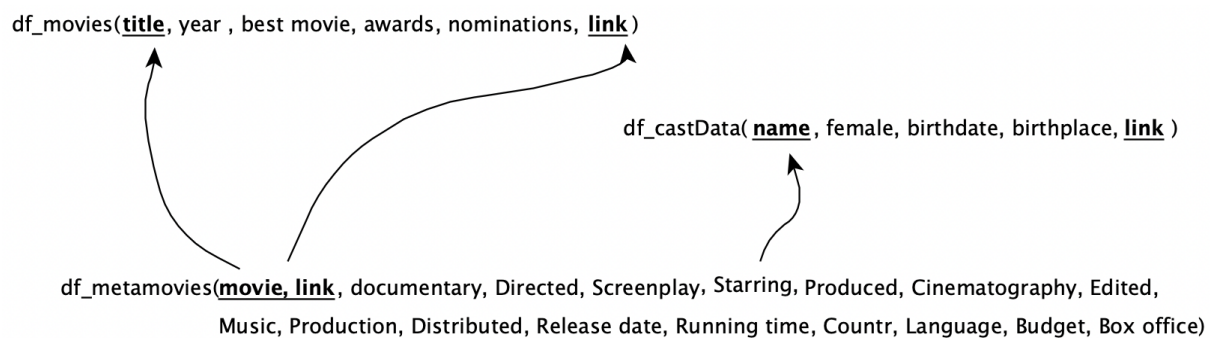 df_movies(title, year , best movie, awards, nominations, link)
df_castData( name, female, birthdate, birthplace, link )
df_metamovies(movie, link, documentary, Directed, Screenplay, Starring, Produced, Cinematography, Edited,
Music, Production, Distributed, Release date, Running time, Countr, Language, Budget, Box office)